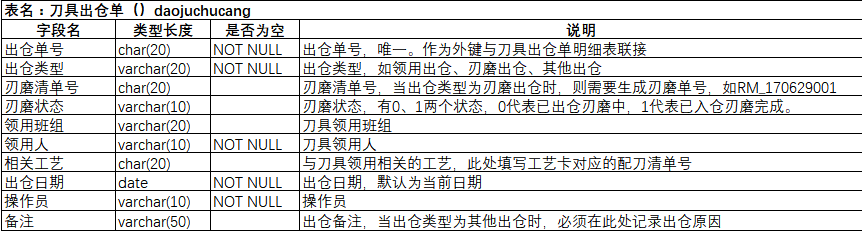 表名：刀具出仓单（）daojuchucang
字段名 类型长度 是否为空 说明
出仓单号 char(20) NOT NULL 出仓单号，唯一。作为外键与刀具出仓单明细表联接
出仓类型 varchar(20) NOT NULL 出仓类型，如领用出仓、刃磨出仓、其他出仓
刃磨清单号 char(20) 刃磨清单号，当出仓类型为刃磨出仓时，则需要生成刃磨单号，如RM_170629001
刃磨状态 varchar(10) 刃磨状态，有0、1两个状态，0代表已出仓刃磨中，1代表已入仓刃磨完成。
领用班组 varchar(20) 刀具领用班组
领用人 varchar(10) NOT NULL 刀具领用人
相关工艺 char(20) 与刀具领用相关的工艺，此处填写工艺卡对应的配刀清单号
出仓日期 date NOT NULL 出仓日期，默认为当前日期
操作员 varchar(10) NOT NULL 操作员
备注 varchar(50) 出仓备注，当出仓类型为其他出仓时，必须在此处记录出仓原因